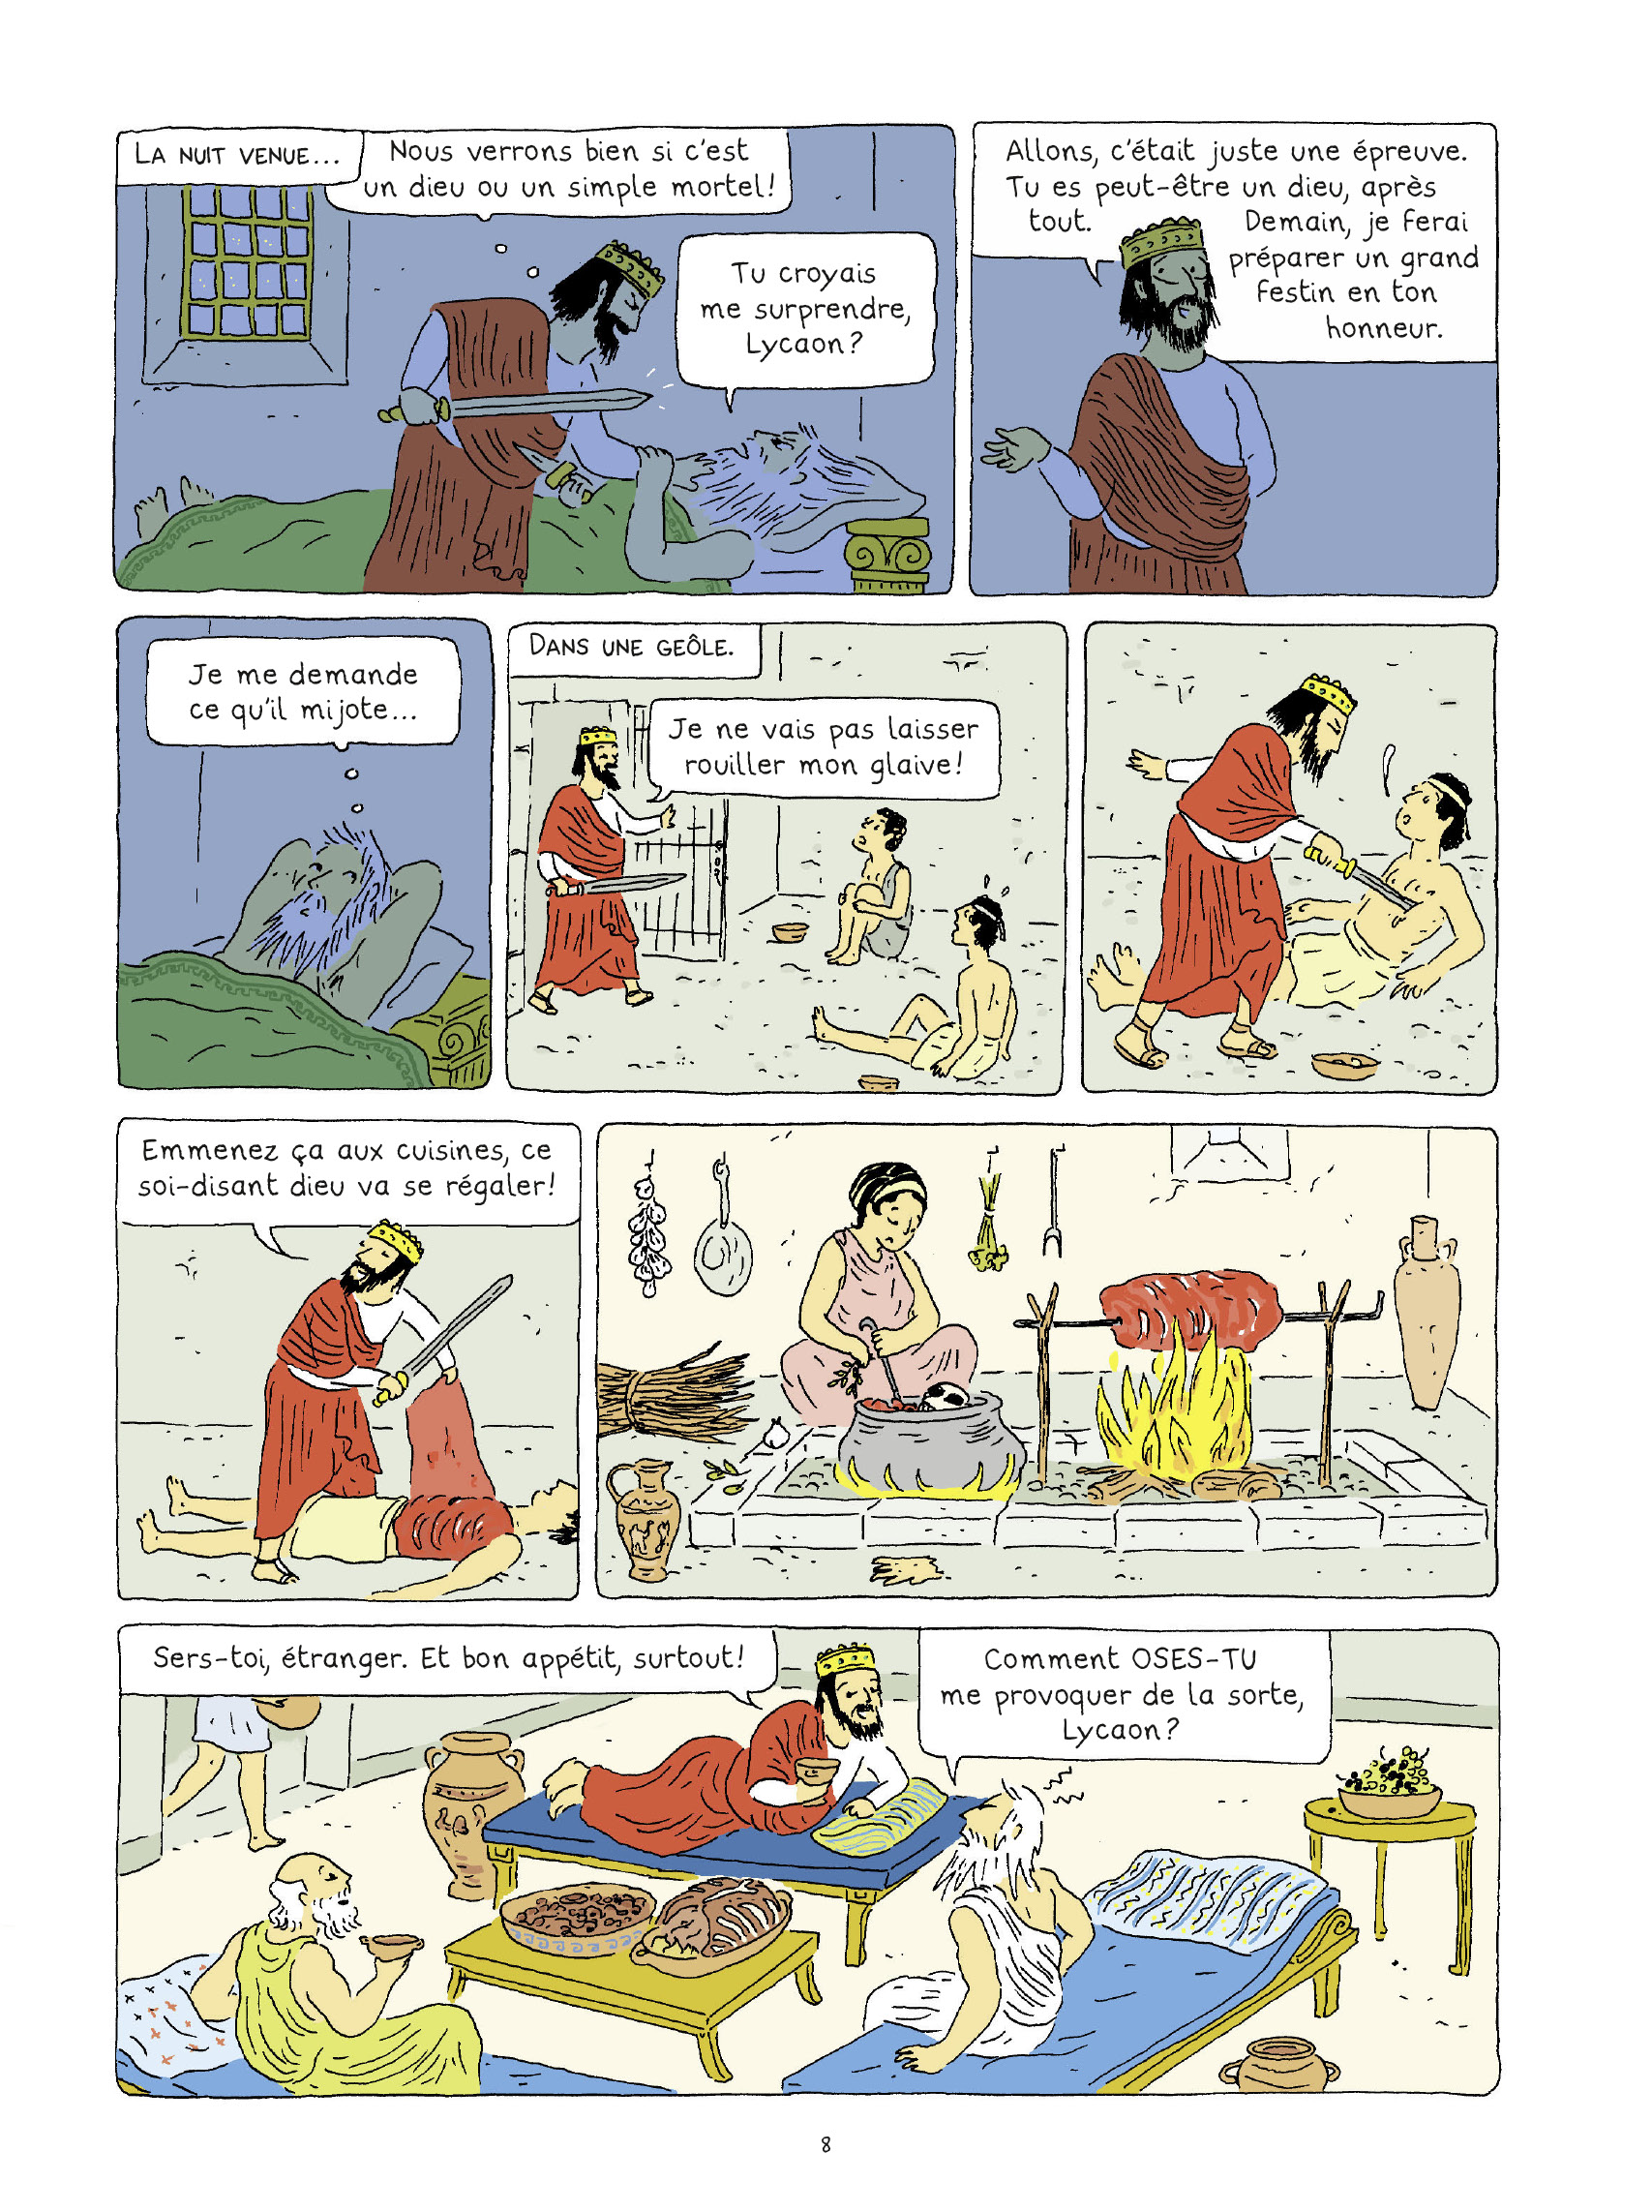 La nuit venue...
Nous verrons bien si c'est
un dieu ou un simple mortel!
Tu croyais
me surprendre,
Lycaon?
Allons, c'était juste une épreuve.
Tu es peut-être un dieu, après
tout.
Demain, je ferai
préparer un grand
festin en ton
honneur.
Je me demande
ce qu'il mijote...
Dans une geôle.
Je ne vais pas laisser
rouiller mon glaive!
Emmenez ça aux cuisines, ce
soi-disant dieu va se régaler!
Sers-toi, étranger. Et bon appétit, surtout!
Comment OSES-TU
me provoquer de la sorte,
Lycaon?
8